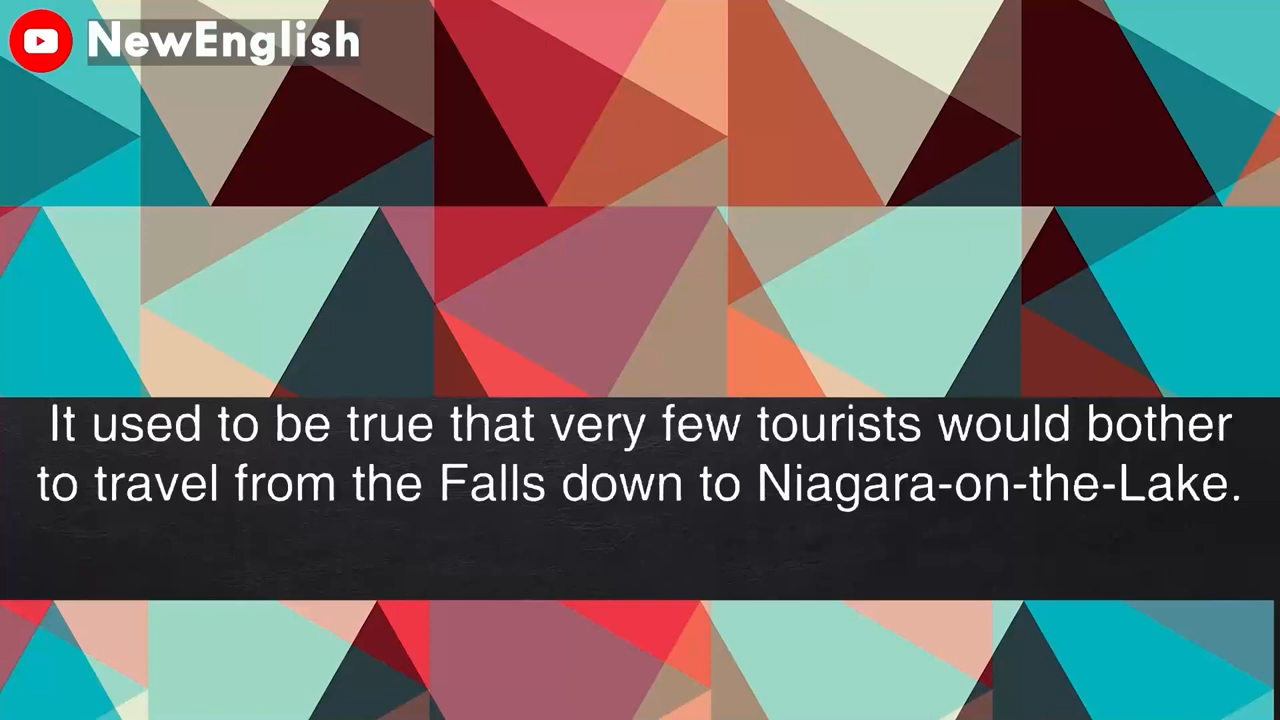 NewEnglish
It used to be true that very few tourists would bother
to travel from the Falls down to Niagara-on-the-Lake.